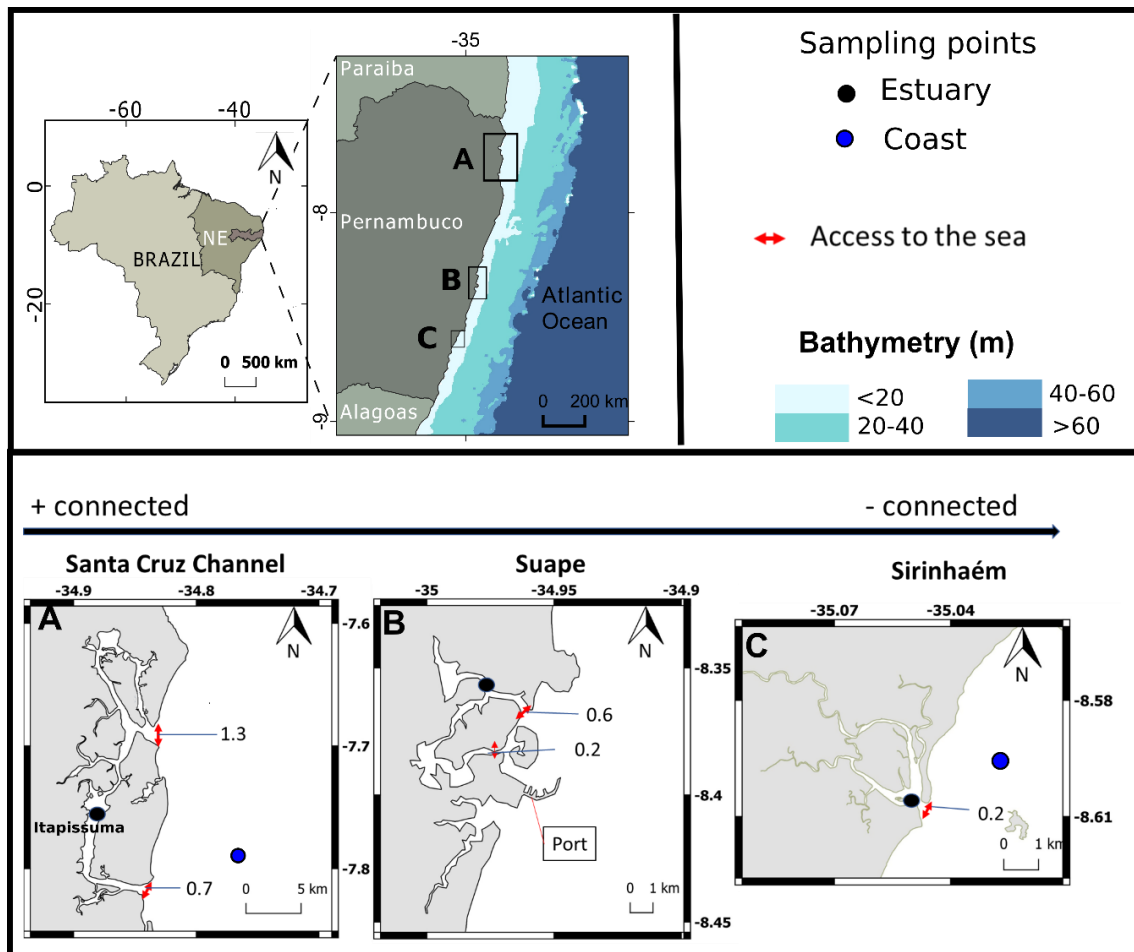 -35
Paraiba
-60
-40
N
A
0
-8
Pernambuco
NE
BRAZIL
B
Atlantic
Ocean
-20
C
0 500 km
0 200 km
Alagoas
-9
Sampling points
Estuary
Coast
Access to the sea
Bathymetry (m)
<20
40-60
20-40
>60
+ connected
- connected
Santa Cruz Channel
-34.9
-34.8
-34.7
A
N
-7.6
1.3
-7.7
Itapissuma
-7.8
0.7
0 5 km
Suape
-35
-34.95
-34.9
B
N
-8.35
0.6
0.2
-8.4
Port
0 1 km
-8.45
Sirinhaém
-35.07
-35.04
C
N
-8.58
0.2
-8.61
0 1 km